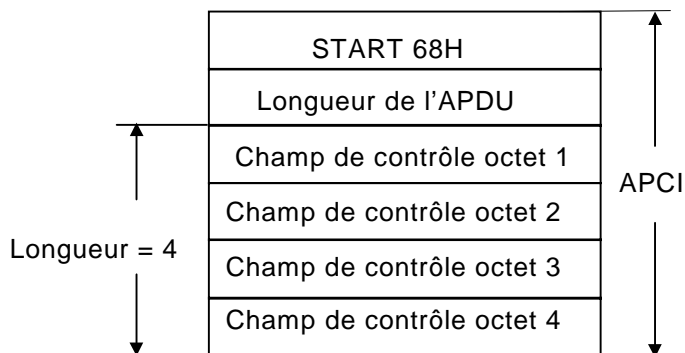 START 68H
Longueur de l'APDU
Champ de contrôle octet 1
APCI
Champ de contrôle octet 2
Longueur = 4
Champ de contrôle octet 3
Champ de contrôle octet 4